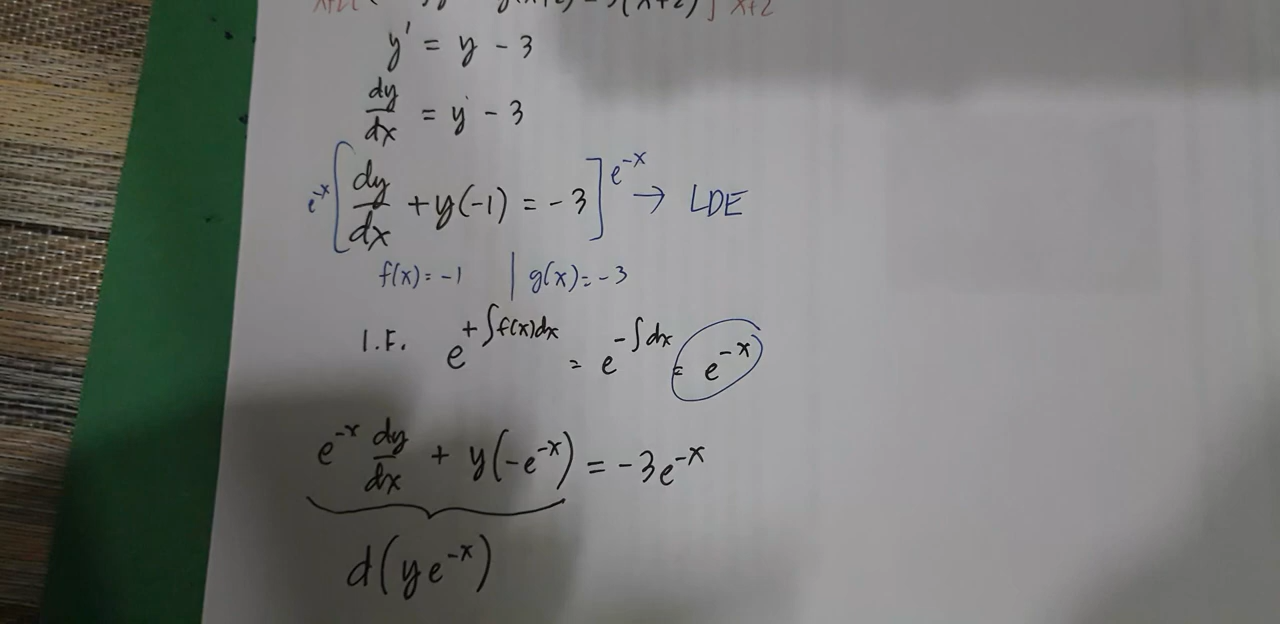 y' = y - 3
dy/dx = y - 3
e^-x [ dy/dx + y(-1) = -3 ] e^-x → LDE
f(x) = -1 | g(x) = -3
I.F. e^+∫f(x)dx = e^-∫dx = e^-x
e^-x dy/dx + y(-e^-x) = -3e^-x
d(ye^-x)